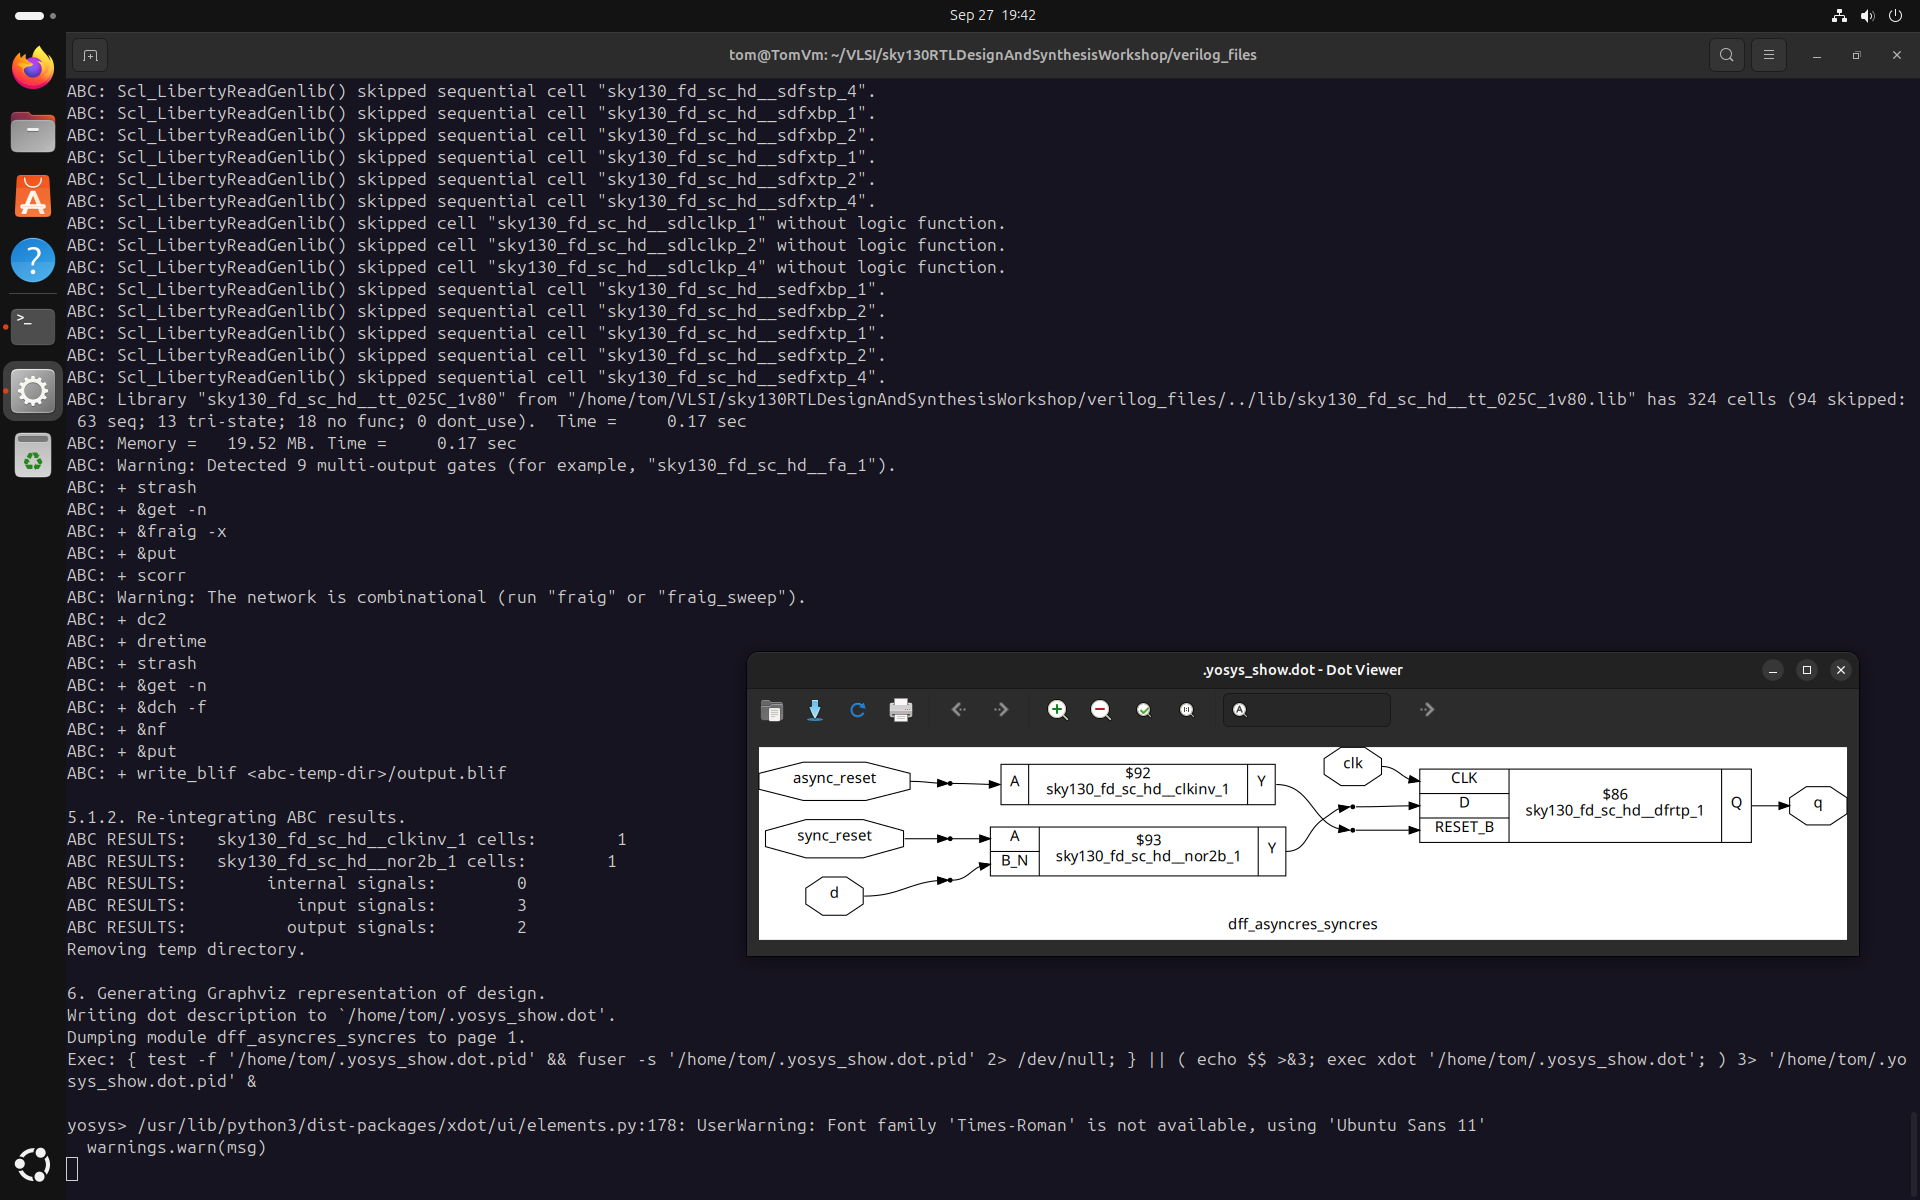 Sep 27 19:42
tom@TomVm: ~/VLSI/sky130RTLDesignAndSynthesisWorkshop/verilog_files
ABC: Scl_LibertyReadGenlib() skipped sequential cell "sky130_fd_sc_hd__sdfstp_4".
ABC: Scl_LibertyReadGenlib() skipped sequential cell "sky130_fd_sc_hd__sdfxbp_1".
ABC: Scl_LibertyReadGenlib() skipped sequential cell "sky130_fd_sc_hd__sdfxbp_2".
ABC: Scl_LibertyReadGenlib() skipped sequential cell "sky130_fd_sc_hd__sdfxtp_1".
ABC: Scl_LibertyReadGenlib() skipped sequential cell "sky130_fd_sc_hd__sdfxtp_2".
ABC: Scl_LibertyReadGenlib() skipped sequential cell "sky130_fd_sc_hd__sdfxtp_4".
ABC: Scl_LibertyReadGenlib() skipped cell "sky130_fd_sc_hd__sdlclkp_1" without logic function.
ABC: Scl_LibertyReadGenlib() skipped cell "sky130_fd_sc_hd__sdlclkp_2" without logic function.
ABC: Scl_LibertyReadGenlib() skipped cell "sky130_fd_sc_hd__sdlclkp_4" without logic function.
ABC: Scl_LibertyReadGenlib() skipped sequential cell "sky130_fd_sc_hd__sedfxbp_1".
ABC: Scl_LibertyReadGenlib() skipped sequential cell "sky130_fd_sc_hd__sedfxbp_2".
ABC: Scl_LibertyReadGenlib() skipped sequential cell "sky130_fd_sc_hd__sedfxtp_1".
ABC: Scl_LibertyReadGenlib() skipped sequential cell "sky130_fd_sc_hd__sedfxtp_2".
ABC: Scl_LibertyReadGenlib() skipped sequential cell "sky130_fd_sc_hd__sedfxtp_4".
ABC: Library "sky130_fd_sc_hd__tt_025C_1v80" from "/home/tom/VLSI/sky130RTLDesignAndSynthesisWorkshop/verilog_files/../lib/sky130_fd_sc_hd__tt_025C_1v80.lib" has 324 cells (94 skipped:
63 seq; 13 tri-state; 18 no func; 0 dont_use).  Time =     0.17 sec
ABC: Memory =   19.52 MB. Time =     0.17 sec
ABC: Warning: Detected 9 multi-output gates (for example, "sky130_fd_sc_hd__fa_1").
ABC: + strash
ABC: + &get -n
ABC: + &fraig -x
ABC: + &put
ABC: + scorr
ABC: Warning: The network is combinational (run "fraig" or "fraig_sweep").
ABC: + dc2
ABC: + dretime
ABC: + strash
ABC: + &get -n
ABC: + &dch -f
ABC: + &nf
ABC: + &put
ABC: + write_blif <abc-temp-dir>/output.blif
5.1.2. Re-integrating ABC results.
ABC RESULTS:   sky130_fd_sc_hd__clkinv_1 cells:        1
ABC RESULTS:   sky130_fd_sc_hd__nor2b_1 cells:        1
ABC RESULTS:        internal signals:        0
ABC RESULTS:           input signals:        3
ABC RESULTS:          output signals:        2
Removing temp directory.
6. Generating Graphviz representation of design.
Writing dot description to `/home/tom/.yosys_show.dot'.
Dumping module dff_asyncres_syncres to page 1.
Exec: { test -f '/home/tom/.yosys_show.dot.pid' && fuser -s '/home/tom/.yosys_show.dot.pid' 2> /dev/null; } || ( echo $$ >&3; exec xdot '/home/tom/.yosys_show.dot'; ) 3> '/home/tom/.yo
sys_show.dot.pid' &
yosys> /usr/lib/python3/dist-packages/xdot/ui/elements.py:178: UserWarning: Font family 'Times-Roman' is not available, using 'Ubuntu Sans 11'
warnings.warn(msg)
.yosys_show.dot - Dot Viewer
async_reset
A
$92
sky130_fd_sc_hd__clkinv_1
Y
clk
CLK
D
RESET_B
$86
sky130_fd_sc_hd__dfrtp_1
Q
q
sync_reset
A
B_N
$93
sky130_fd_sc_hd__nor2b_1
Y
d
dff_asyncres_syncres